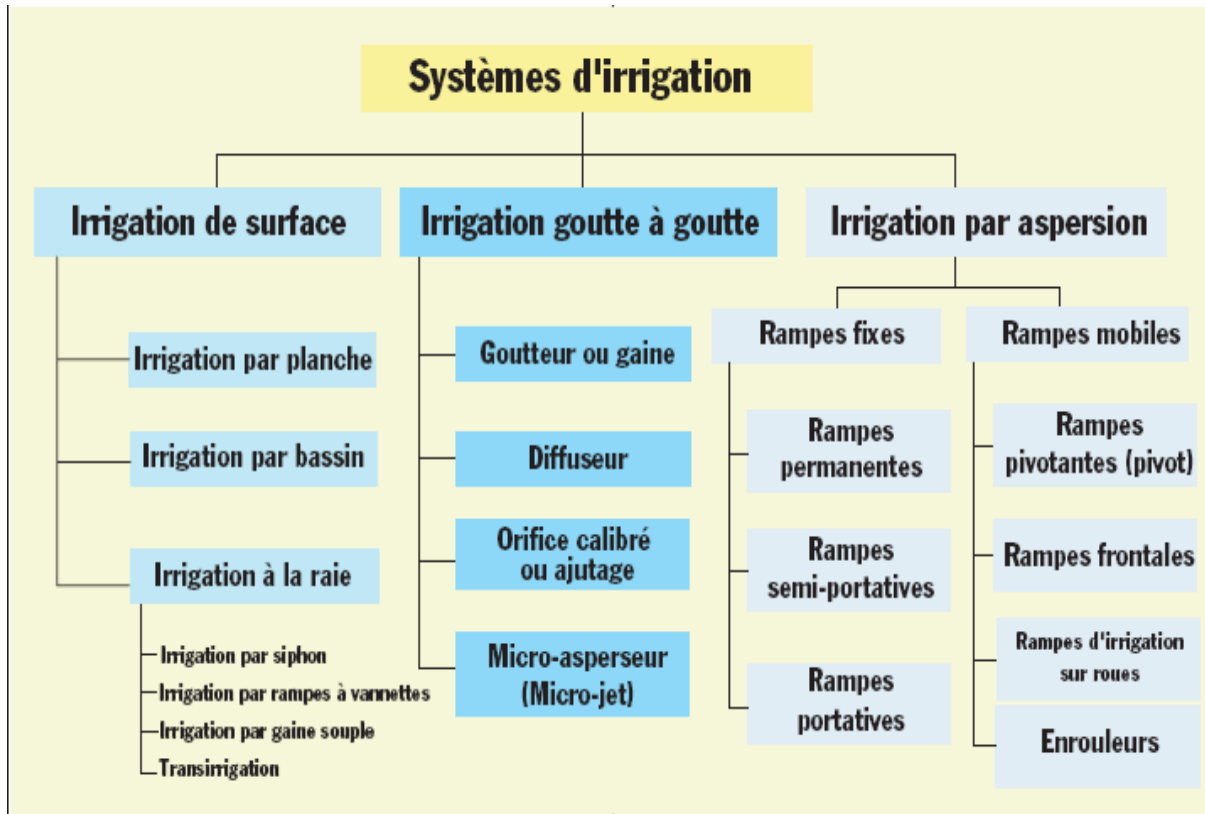 Systèmes d'irrigation
Irrigation de surface
Irrigation par planche
Irrigation par bassin
Irrigation à la raie
Irrigation par siphon
Irrigation par rampes à vannettes
Irrigation par gaine souple
Transirrigation
Irrigation goutte à goutte
Goutteur ou gaine
Diffuseur
Orifice calibré
ou ajutage
Micro-asperseur
(Micro-jet)
Irrigation par aspersion
Rampes fixes
Rampes
permanentes
Rampes
semi-portatives
Rampes
portatives
Rampes mobiles
Rampes
pivotantes (pivot)
Rampes frontales
Rampes d'irrigation
sur roues
Enrouleurs